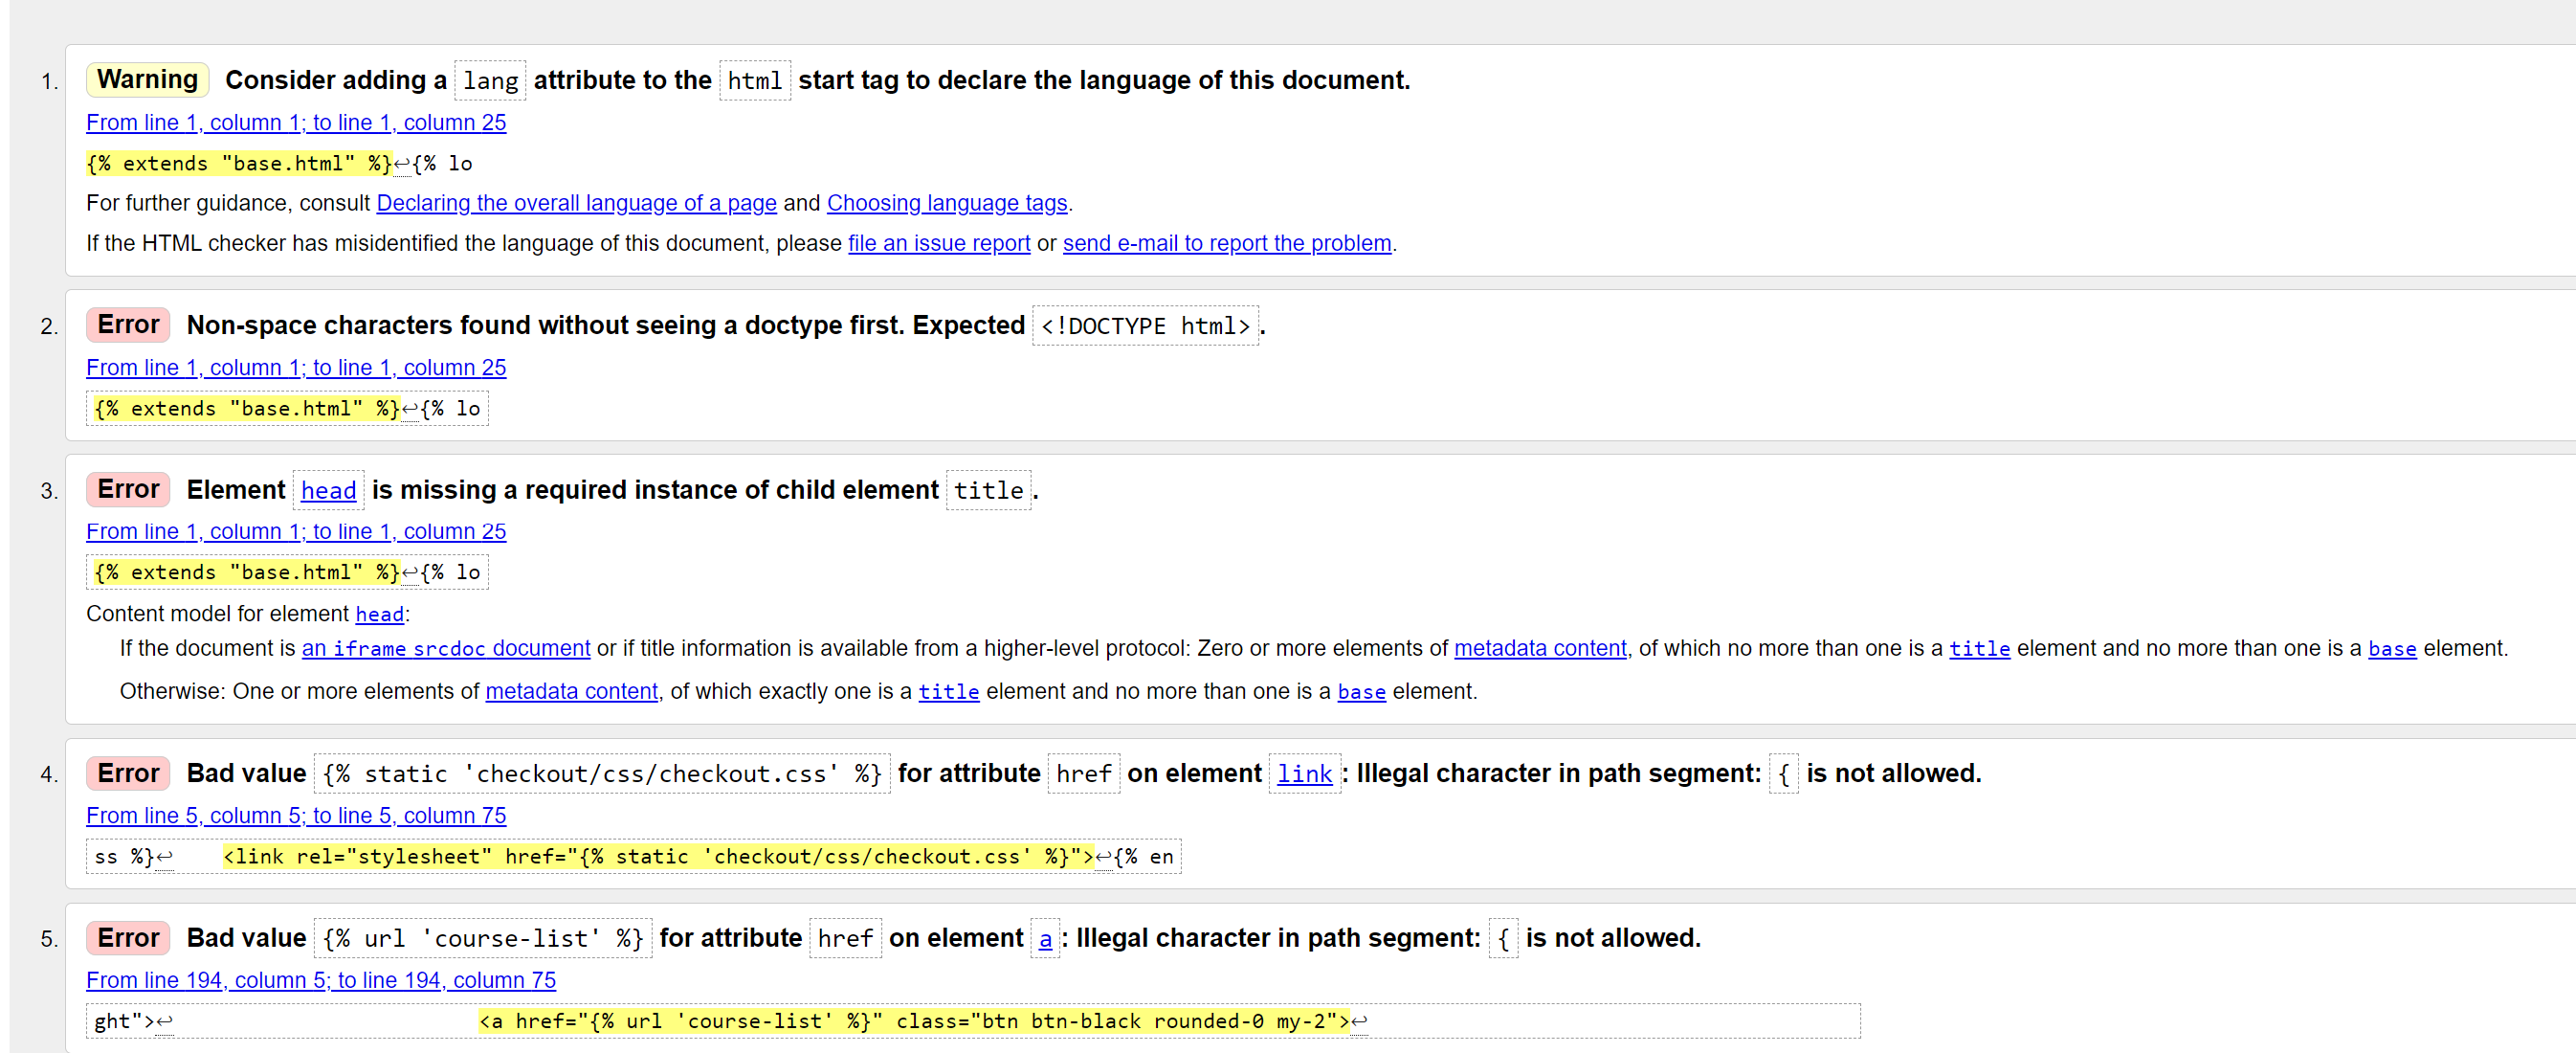 1. Warning Consider adding a lang attribute to the html start tag to declare the language of this document.
From line 1, column 1; to line 1, column 25
{% extends "base.html" %}↩{% lo
For further guidance, consult Declaring the overall language of a page and Choosing language tags.
If the HTML checker has misidentified the language of this document, please file an issue report or send e-mail to report the problem.
2. Error Non-space characters found without seeing a doctype first. Expected <!DOCTYPE html>.
From line 1, column 1; to line 1, column 25
{% extends "base.html" %}↩{% lo
3. Error Element head is missing a required instance of child element title.
From line 1, column 1; to line 1, column 25
{% extends "base.html" %}↩{% lo
Content model for element head:
If the document is an iframe srcdoc document or if title information is available from a higher-level protocol: Zero or more elements of metadata content, of which no more than one is a title element and no more than one is a base element.
Otherwise: One or more elements of metadata content, of which exactly one is a title element and no more than one is a base element.
4. Error Bad value {% static 'checkout/css/checkout.css' %} for attribute href on element link: Illegal character in path segment: { is not allowed.
From line 5, column 5; to line 5, column 75
ss %}↩    <link rel="stylesheet" href="{% static 'checkout/css/checkout.css' %}">↩{% en
5. Error Bad value {% url 'course-list' %} for attribute href on element a: Illegal character in path segment: { is not allowed.
From line 194, column 5; to line 194, column 75
ght">↩    <a href="{% url 'course-list' %}" class="btn btn-black rounded-0 my-2">↩